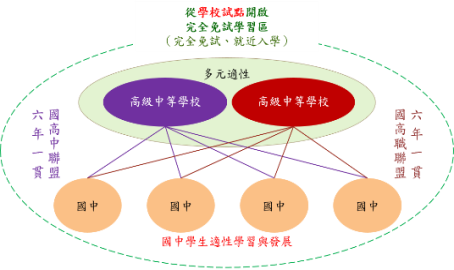 從學校試點開啟
完全免試學習區
（完全免試、就近入學）
多元適性
高級中等學校
高級中等學校
國高中聯盟
六年一貫
六年一貫
國高職聯盟
國中
國中
國中
國中
國中學生適性學習與發展